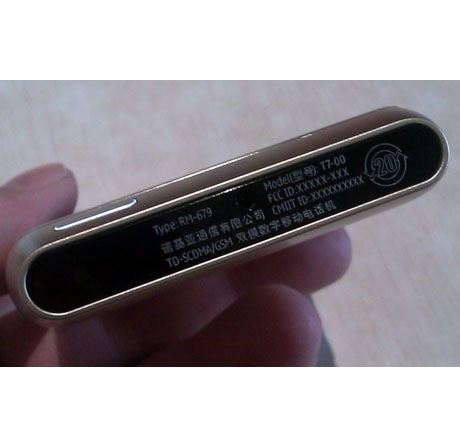 Type: RM-679
Model(型号): T7-00
FCC ID:XXXXX-XXX
CMIIT ID:XXXXXXXXXX
诺基亚通信有限公司
TD-SCDMA/GSM 双模数字移动电话机
20